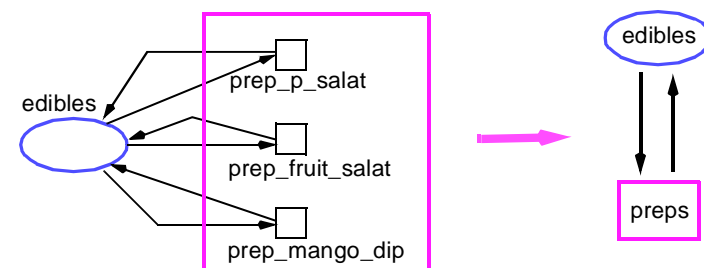 edibles
prep_p_salat
edibles
prep_fruit_salat
preps
prep_mango_dip